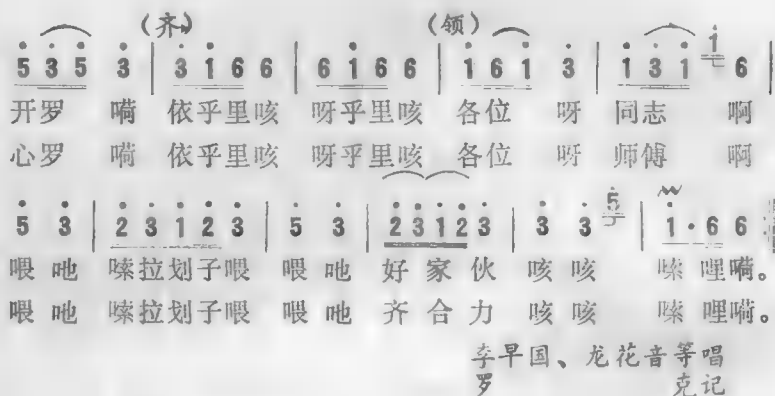 (齐) (领)
5 3 5 3 | 3 1 6 6 | 6 1 6 6 | 1 6 1 3 | 1 3 1 1 6 |
开罗 嗬 依乎里咳 呀乎里咳 各位 呀 同志 啊
心罗 嗬 依乎里咳 呀乎里咳 各位 呀 师傅 啊
5 3 | 2 3 1 2 3 | 5 3 | 2 3 1 2 3 | 3 3 5 | 1 · 6 6
喂 吔 嗦拉划子喂 喂 吔 好 家 伙 咳 咳 嗦 哩嗬。
喂 吔 嗦拉划子喂 喂 吔 齐 合 力 咳 咳 嗦 哩嗬。
李早国、龙花音等唱
罗 克记